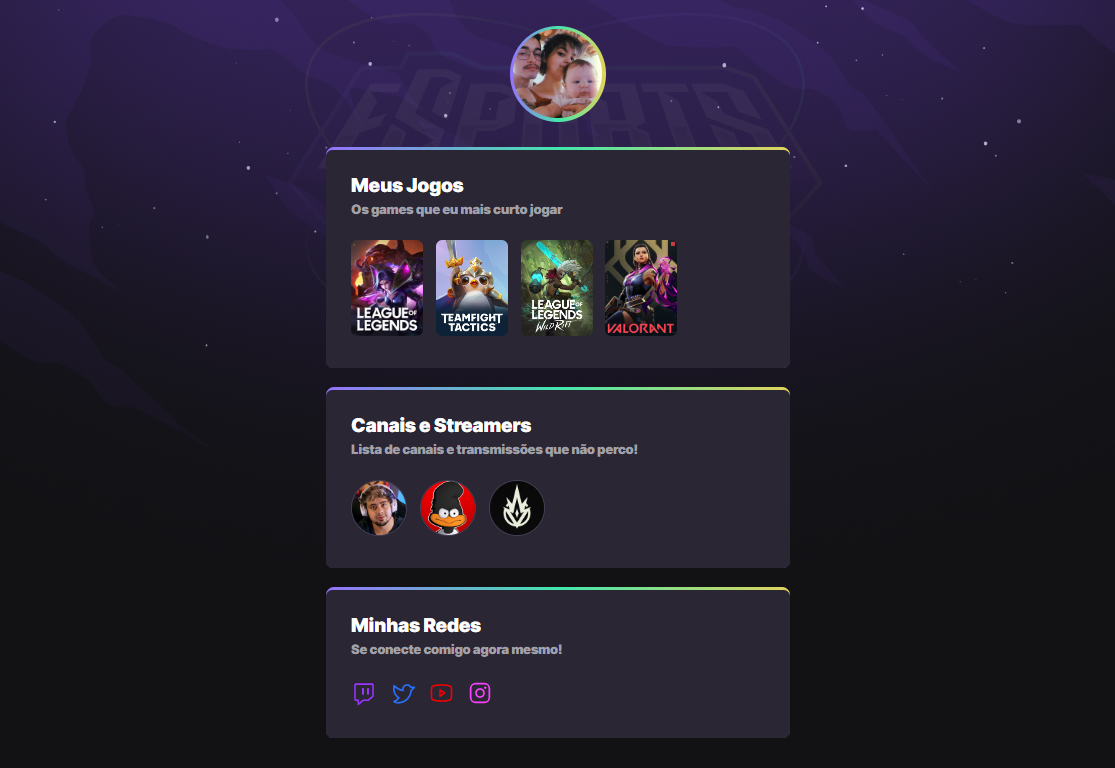 ESPORTS
Meus Jogos
Os games que eu mais curto jogar
LEAGUE OF
LEGENDS
TEAMFIGHT
TACTICS
LEAGUE OF
LEGENDS
WILD RIFT
VALORANT
Canais e Streamers
Lista de canais e transmissões que não perco!
Minhas Redes
Se conecte comigo agora mesmo!